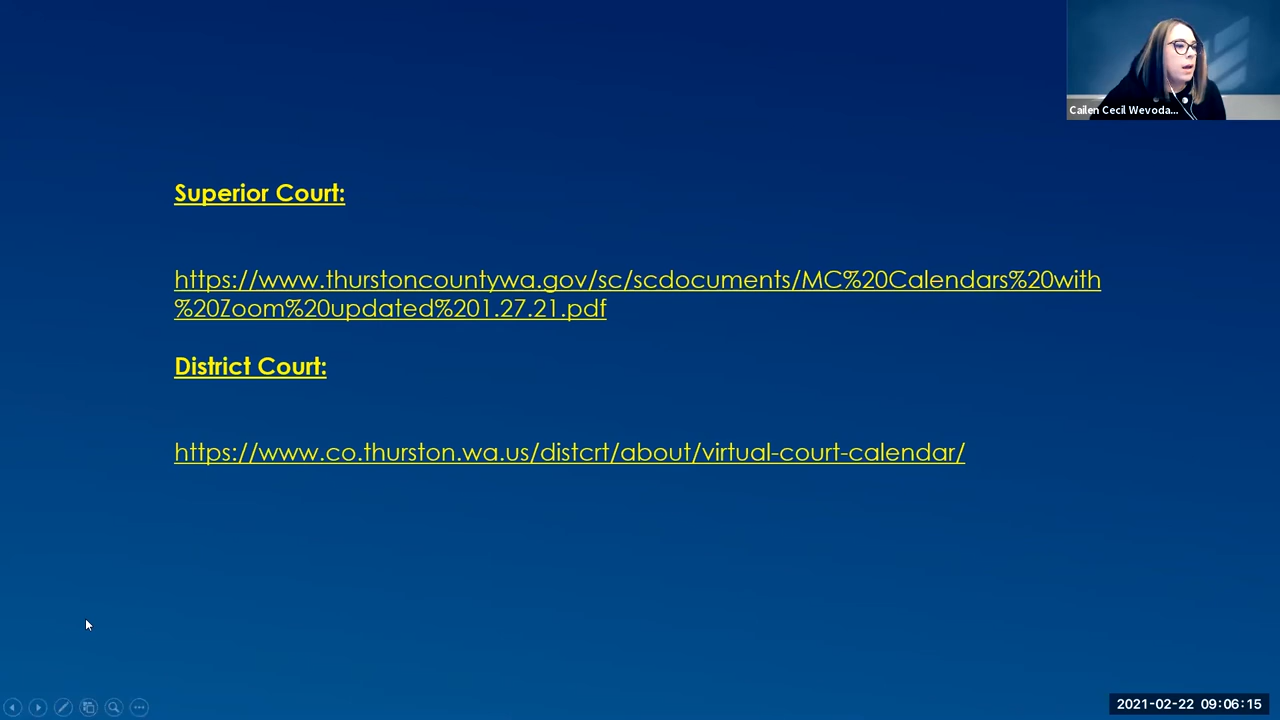 Cailen Cecil Wevoda...
Superior Court:
https://www.thurstoncountywa.gov/sc/scdocuments/MC%20Calendars%20with
%20Zoom%20updated%201.27.21.pdf
District Court:
https://www.co.thurston.wa.us/distcrt/about/virtual-court-calendar/
2021-02-22 09:06:15